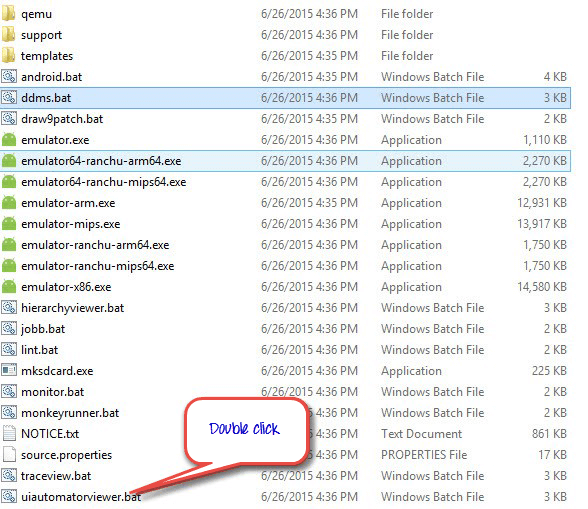 qemu 6/26/2015 4:36 PM File folder
support 6/26/2015 4:36 PM File folder
templates 6/26/2015 4:35 PM File folder
android.bat 6/26/2015 4:35 PM Windows Batch File 4 KB
ddms.bat 6/26/2015 4:36 PM Windows Batch File 3 KB
draw9patch.bat 6/26/2015 4:35 PM Windows Batch File 2 KB
emulator.exe 6/26/2015 4:36 PM Application 1,110 KB
emulator64-ranchu-arm64.exe 6/26/2015 4:36 PM Application 2,270 KB
emulator64-ranchu-mips64.exe 6/26/2015 4:36 PM Application 2,270 KB
emulator-arm.exe 6/26/2015 4:35 PM Application 12,931 KB
emulator-mips.exe 6/26/2015 4:36 PM Application 13,917 KB
emulator-ranchu-arm64.exe 6/26/2015 4:36 PM Application 1,750 KB
emulator-ranchu-mips64.exe 6/26/2015 4:36 PM Application 1,750 KB
emulator-x86.exe 6/26/2015 4:36 PM Application 14,580 KB
hierarchyviewer.bat 6/26/2015 4:36 PM Windows Batch File 3 KB
jobb.bat 6/26/2015 4:36 PM Windows Batch File 2 KB
lint.bat 6/26/2015 4:36 PM Windows Batch File 2 KB
mksdcard.exe 6/26/2015 4:36 PM Application 225 KB
monitor.bat 6/26/2015 4:36 PM Windows Batch File 2 KB
monkeyrunner.bat 6/26/2015 4:36 PM Windows Batch File 2 KB
Double click
NOTICE.txt Text Document 861 KB
source.properties PROPERTIES File 17 KB
traceview.bat 6/26/2015 4:36 PM Windows Batch File 3 KB
uiautomatorviewer.bat 6/26/2015 4:36 PM Windows Batch File 3 KB